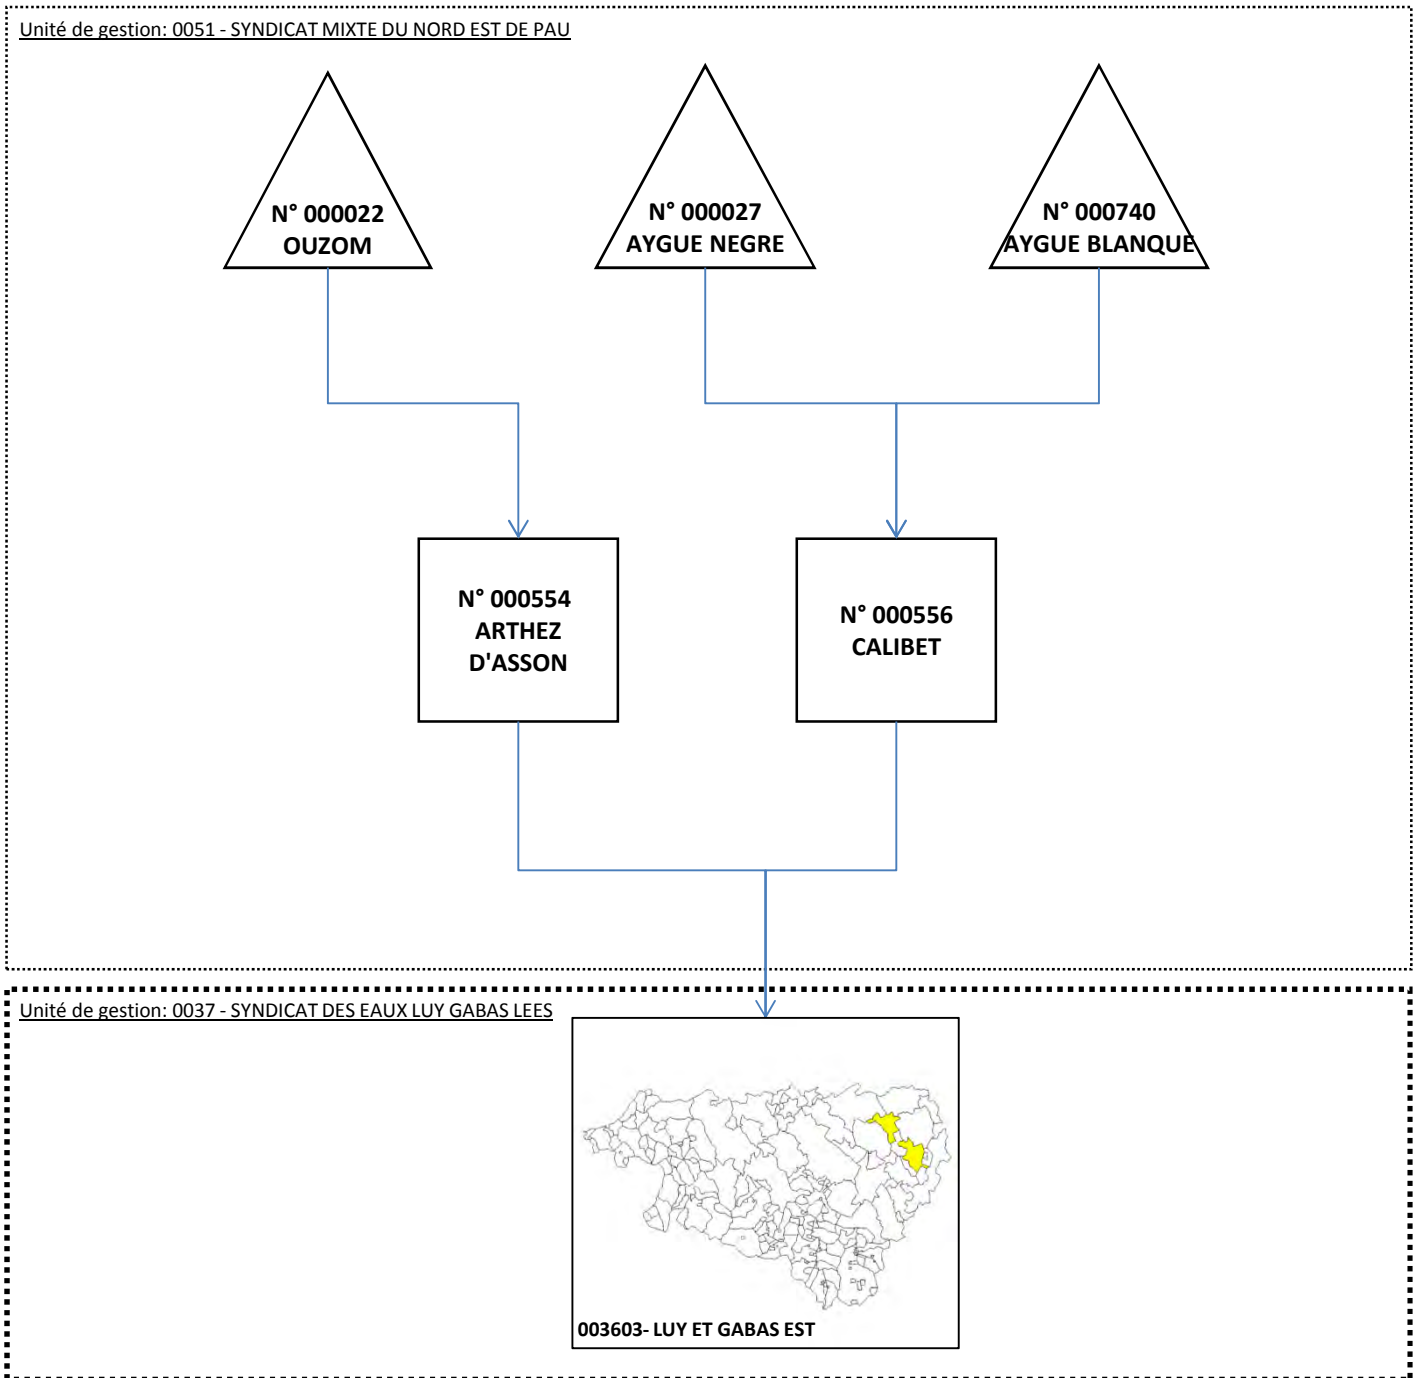 Unité de gestion: 0051 - SYNDICAT MIXTE DU NORD EST DE PAU
N° 000022
OUZOM
N° 000027
AYGUE NEGRE
N° 000740
AYGUE BLANQUE
N° 000554
ARTHEZ
D'ASSON
N° 000556
CALIBET
Unité de gestion: 0037 - SYNDICAT DES EAUX LUY GABAS LEES
003603- LUY ET GABAS EST